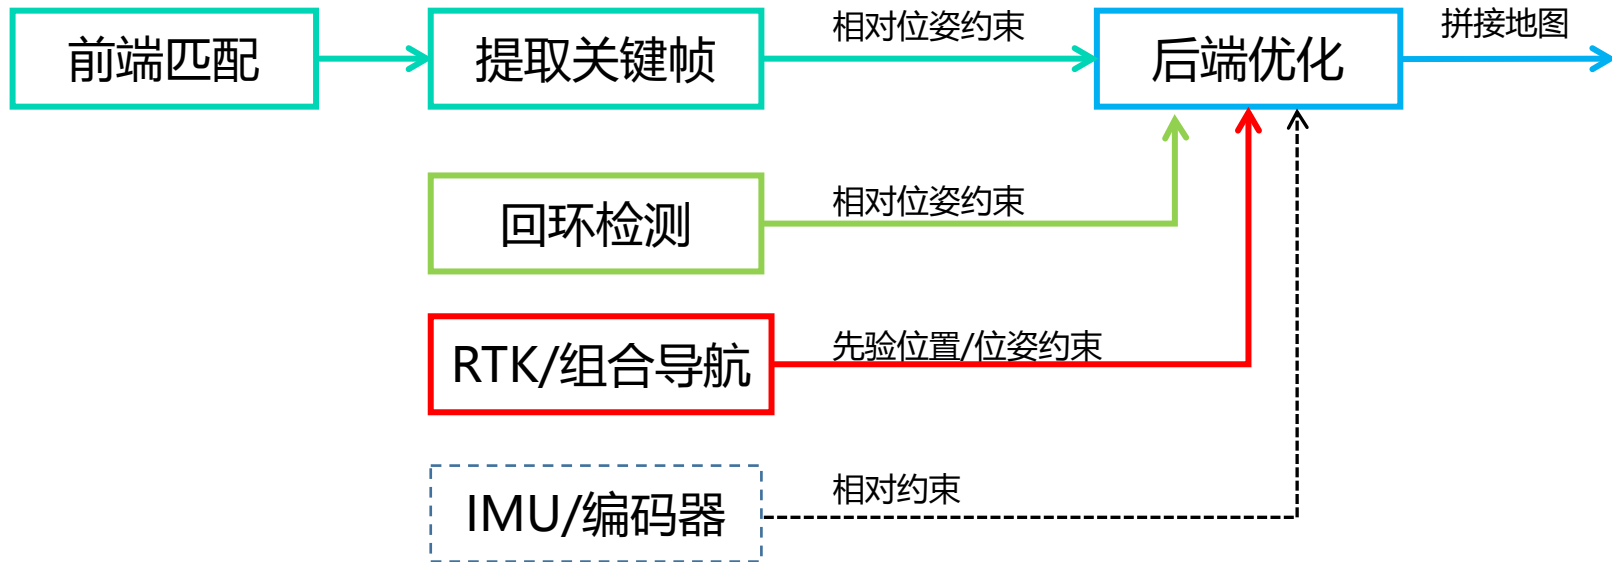 前端匹配
提取关键帧
相对位姿约束
后端优化
拼接地图
回环检测
相对位姿约束
RTK/组合导航
先验位置/位姿约束
IMU/编码器
相对约束